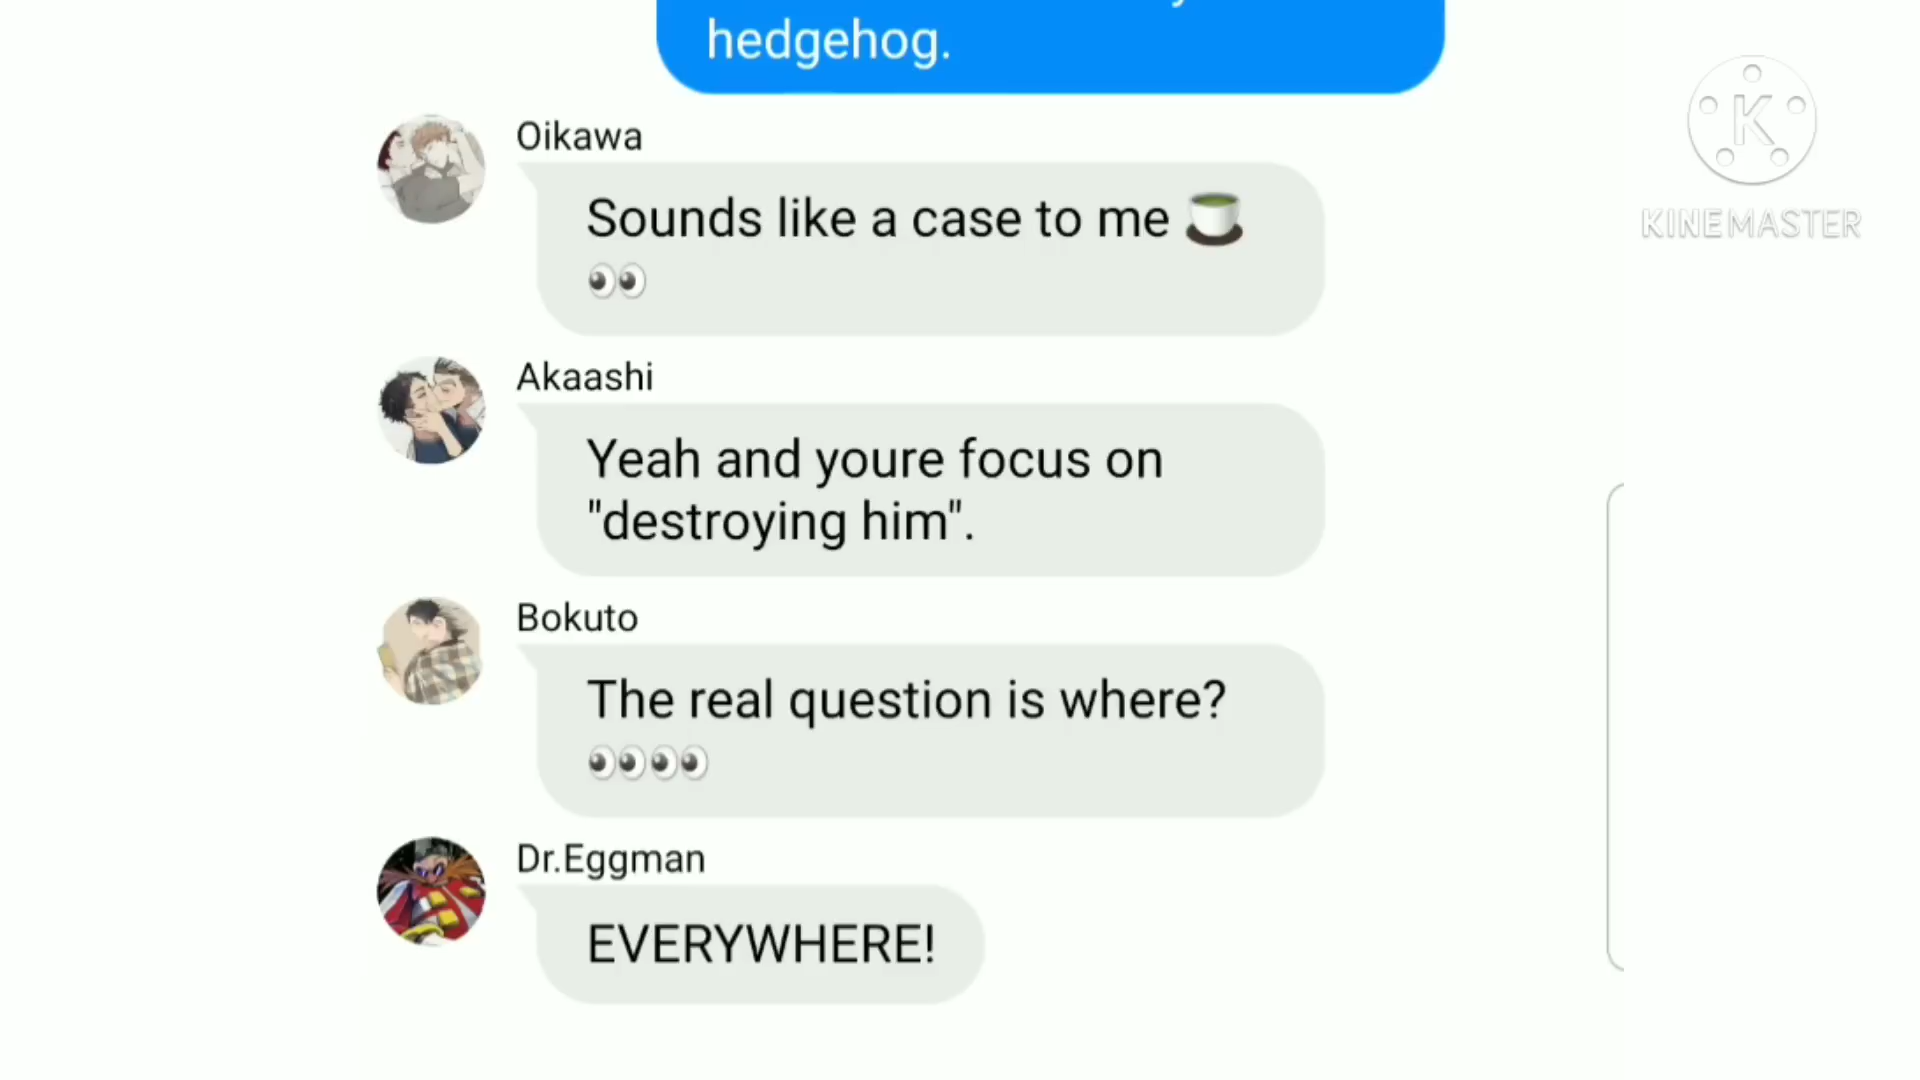 hedgehog.
Oikawa
Sounds like a case to me 🍵
👀
Akaashi
Yeah and youre focus on
"destroying him".
Bokuto
The real question is where?
👀👀
Dr.Eggman
EVERYWHERE!
K
KINEMASTER